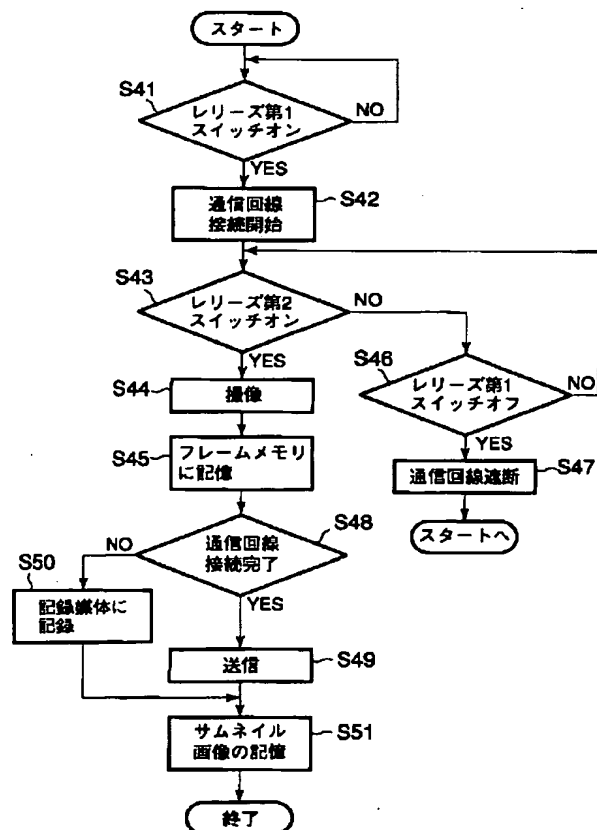 スタート
S41
レリーズ第1
スイッチオン
NO
YES
通信回線
接続開始
S42
S43
レリーズ第2
スイッチオン
NO
YES
S44
撮像
S46
レリーズ第1
スイッチオフ
NO
YES
S45
フレームメモリ
に記憶
通信回線遮断
S47
スタートへ
S48
通信回線
接続完了
NO
YES
S50
記録媒体に
記録
送信
S49
サムネイル
画像の記憶
S51
終了